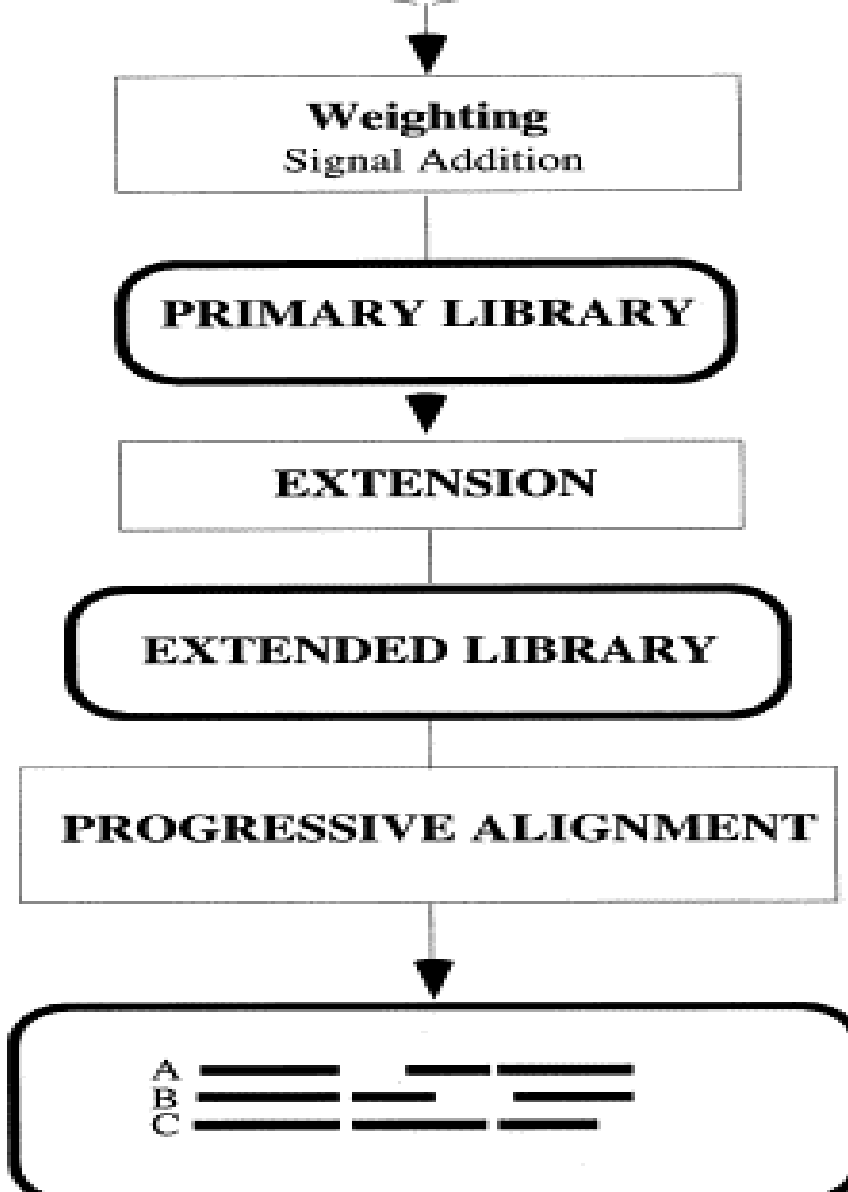 Weighting
Signal Addition
PRIMARY LIBRARY
EXTENSION
EXTENDED LIBRARY
PROGRESSIVE ALIGNMENT
A
B
C